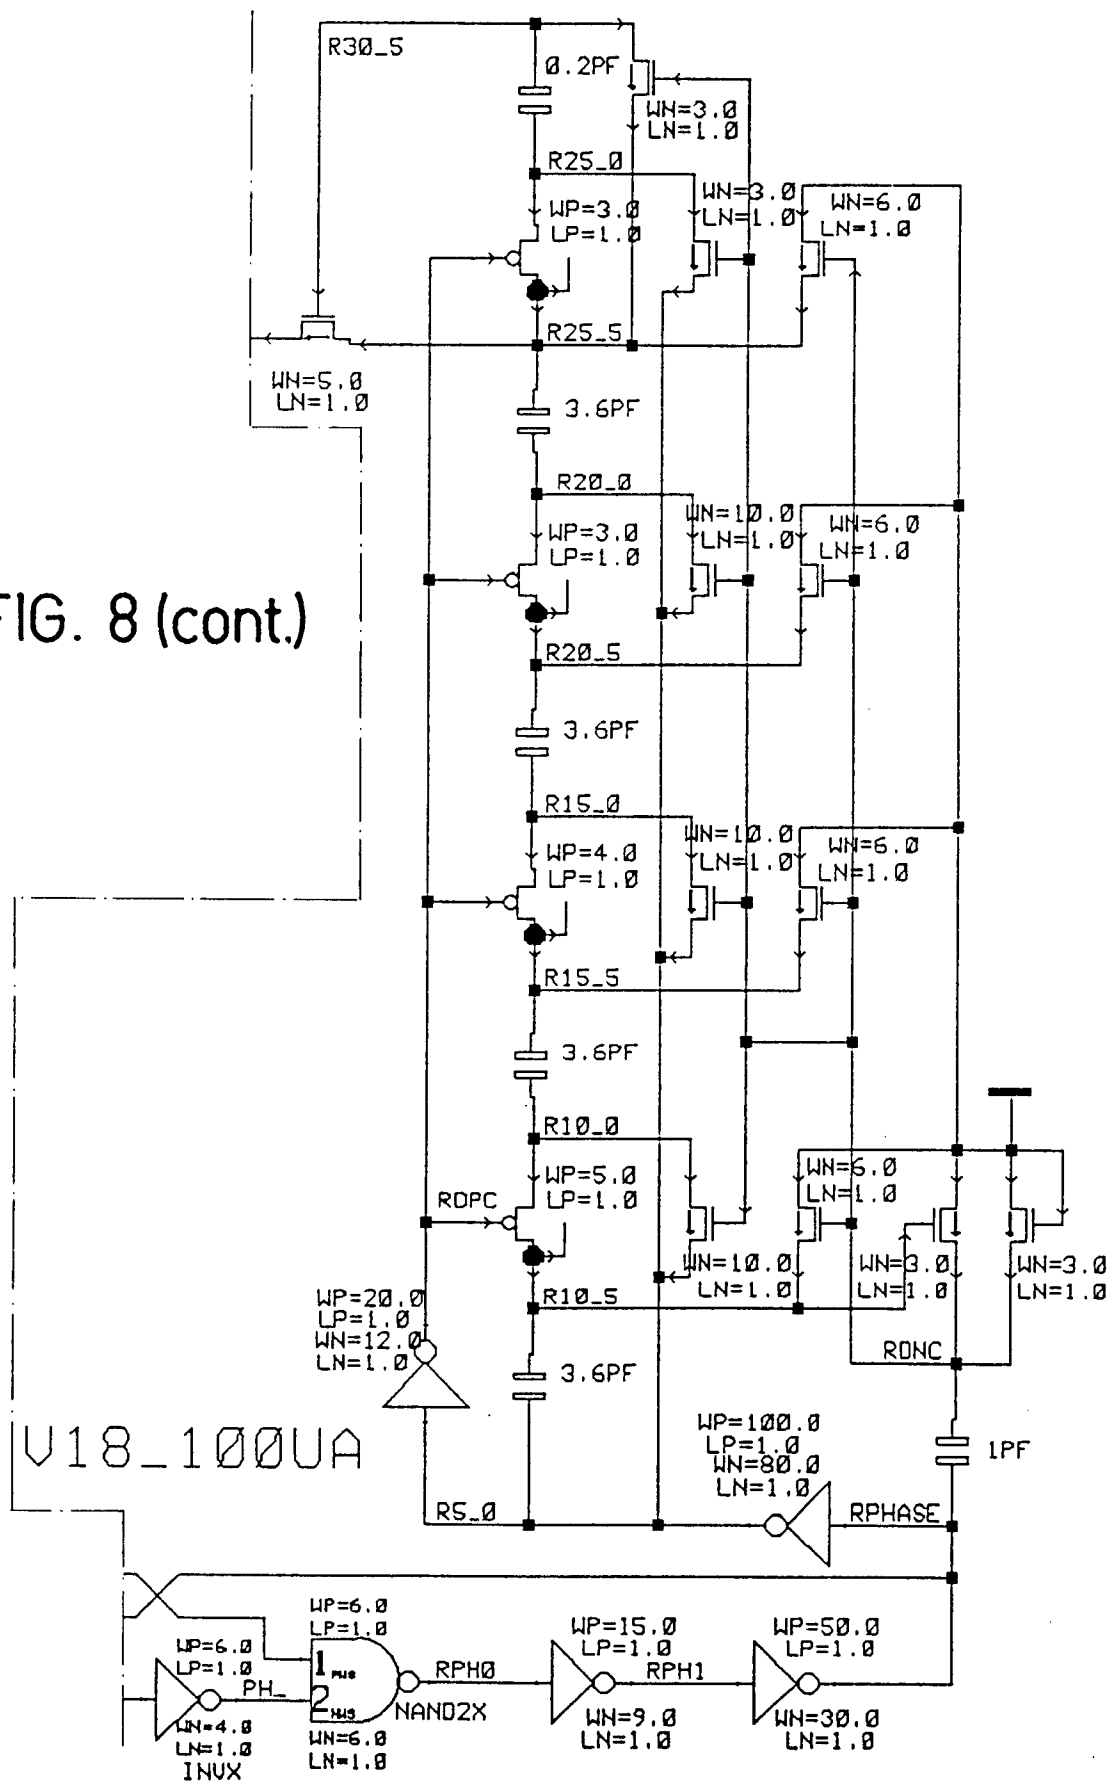 R30_5
0.2PF
WN=3.0
LN=1.0
R25_0
WP=3.0
LP=1.0
WN=3.0
LN=1.0
WN=6.0
LN=1.0
R25_5
WN=5.0
LN=1.0
3.6PF
R20_0
WP=3.0
LP=1.0
WN=10.0
LN=1.0
WN=6.0
LN=1.0
FIG. 8 (cont.)
R20_5
3.6PF
R15_0
WP=4.0
LP=1.0
WN=10.0
LN=1.0
WN=6.0
LN=1.0
R15_5
3.6PF
R10_0
WP=5.0
LP=1.0
RDPC
WN=6.0
LN=1.0
WN=10.0
LN=1.0
WN=3.0
LN=1.0
WN=3.0
LN=1.0
R10_5
WP=20.0
LP=1.0
WN=12.0
LN=1.0
RDNC
3.6PF
V18_100UA
WP=100.0
LP=1.0
WN=80.0
LN=1.0
1PF
R5_0
RPHASE
WP=6.0
LP=1.0
PH_
WN=4.0
LN=1.0
INVX
WP=6.0
LP=1.0
1
2
RPH0
NAND2X
WN=6.0
LN=1.0
WP=15.0
LP=1.0
RPH1
WN=9.0
LN=1.0
WP=50.0
LP=1.0
WN=30.0
LN=1.0